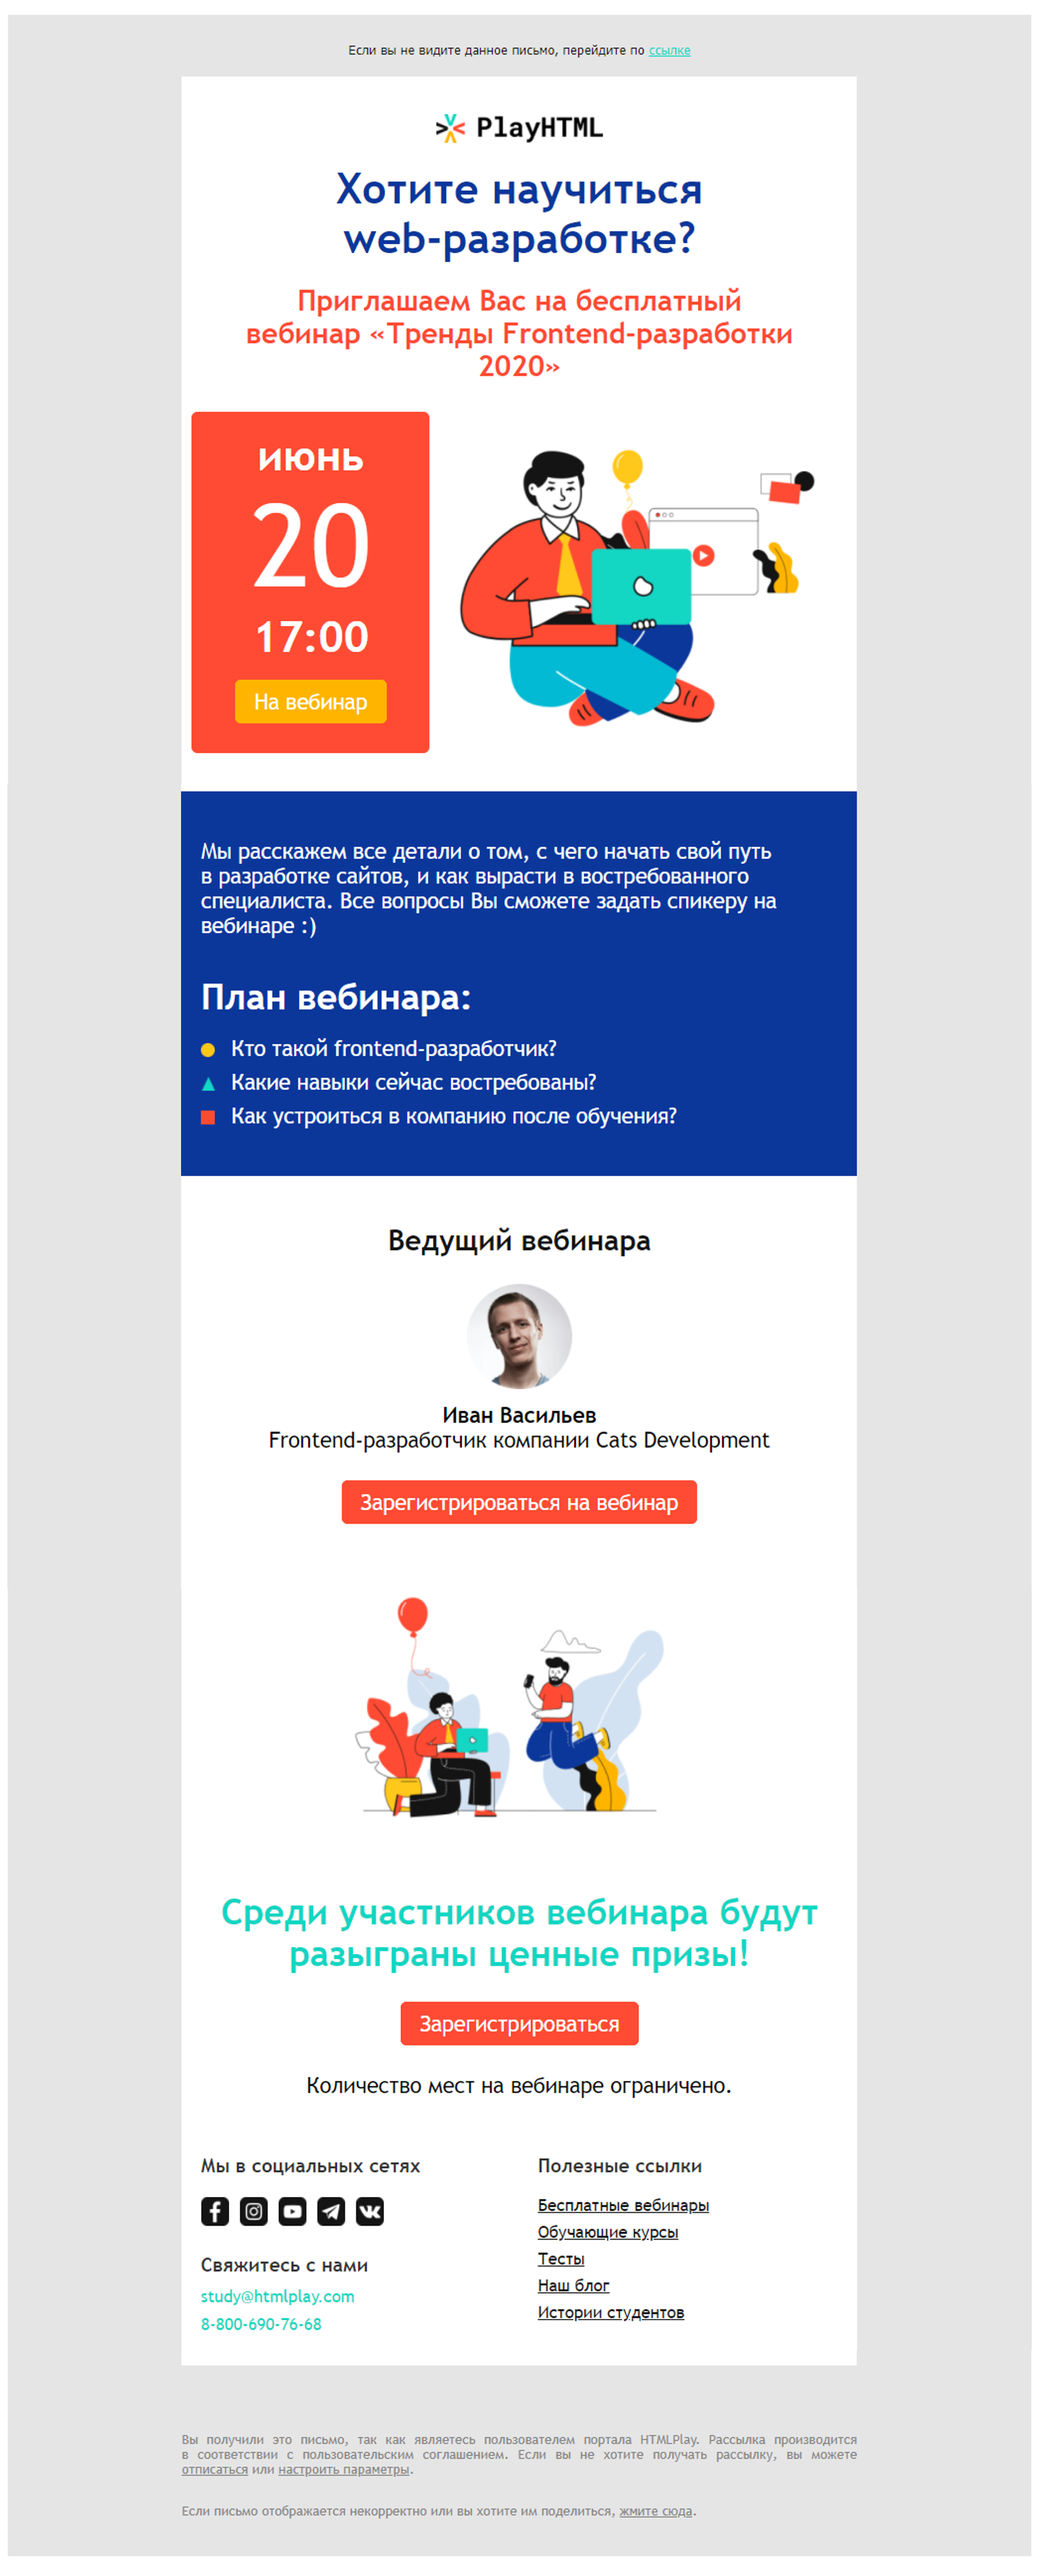 Если вы не видите данное письмо, перейдите по ссылке
PlayHTML
Хотите научиться
web-разработке?
Приглашаем Вас на бесплатный
вебинар «Тренды Frontend-разработки
2020»
июнь
20
17:00
На вебинар
Мы расскажем все детали о том, с чего начать свой путь
в разработке сайтов, и как вырасти в востребованного
специалиста. Все вопросы Вы сможете задать спикеру на
вебинаре :)
План вебинара:
Кто такой frontend-разработчик?
Какие навыки сейчас востребованы?
Как устроиться в компанию после обучения?
Ведущий вебинара
Иван Васильев
Frontend-разработчик компании Cats Development
Зарегистрироваться на вебинар
Среди участников вебинара будут
разыграны ценные призы!
Зарегистрироваться
Количество мест на вебинаре ограничено.
Мы в социальных сетях
Свяжитесь с нами
study@htmlplay.com
8-800-690-76-68
Полезные ссылки
Бесплатные вебинары
Обучающие курсы
Тесты
Наш блог
Истории студентов
Вы получили это письмо, так как являетесь пользователем портала HTMLPlay. Рассылка производится
в соответствии с пользовательским соглашением. Если вы не хотите получать рассылку, вы можете
отписаться или настроить параметры.
Если письмо отображается некорректно или вы хотите им поделиться, жмите сюда.